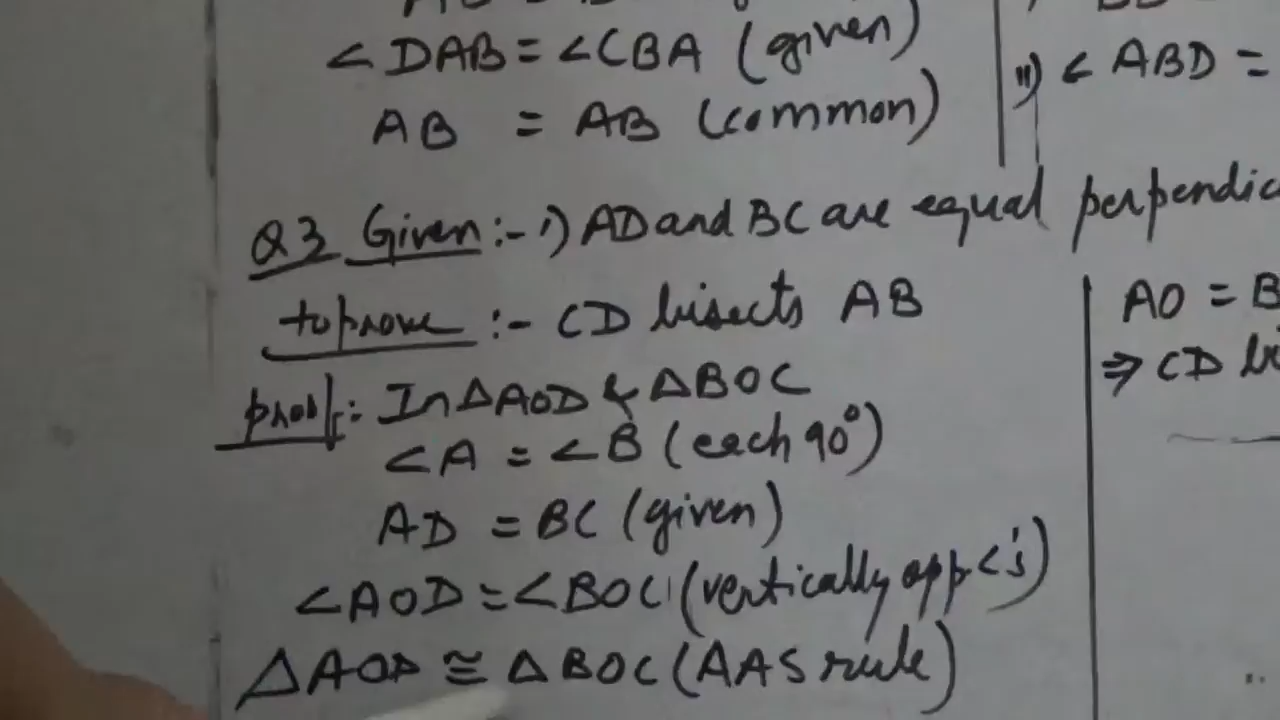 <DAB = <CBA (given)
AB = AB (common)
") < ABD =
Q3 Given :- 1) AD and BC are equal perpendic
to prove :- CD bisects AB
proof :- In △AOD & △BOC
<A = <B (each 90°)
AD = BC (given)
<AOD = <BOC (vertically opp <'s)
△AOD ≅ △BOC (AAS rule)
AO = B
⇒ CD bi